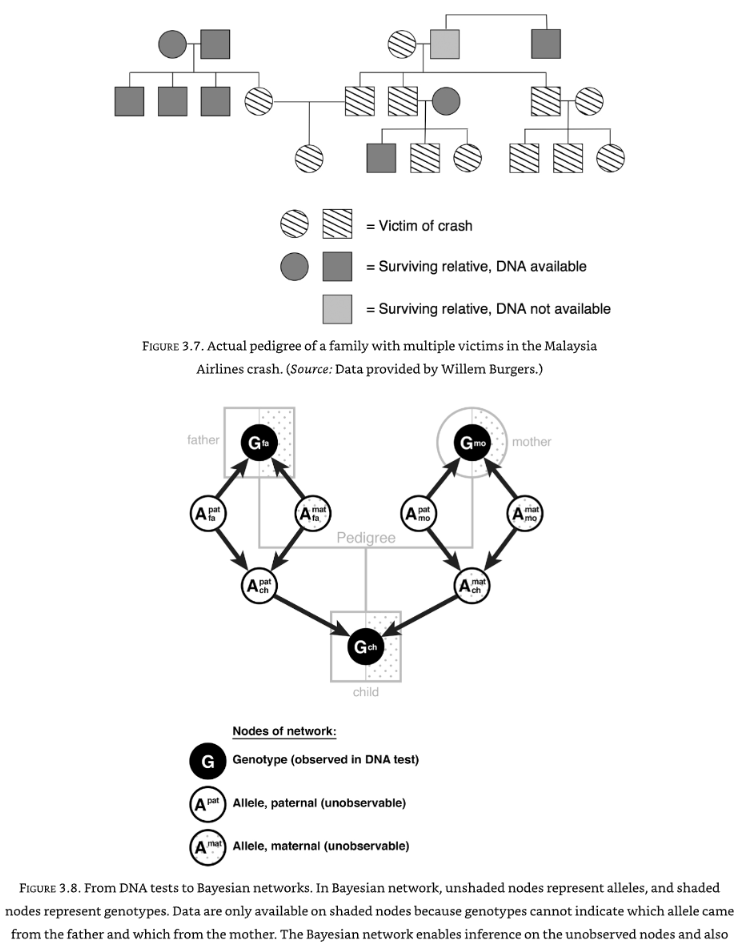 = Victim of crash
= Surviving relative, DNA available
= Surviving relative, DNA not available
FIGURE 3.7. Actual pedigree of a family with multiple victims in the Malaysia
Airlines crash. (Source: Data provided by Willem Burgers.)
father
G fa
G mo
mother
A pat fa
A mat fa
A pat mo
A mat mo
Pedigree
A pat ch
A mat ch
G ch
child
Nodes of network:
G Genotype (observed in DNA test)
A pat Allele, paternal (unobservable)
A mat Allele, maternal (unobservable)
FIGURE 3.8. From DNA tests to Bayesian networks. In Bayesian network, unshaded nodes represent alleles, and shaded
nodes represent genotypes. Data are only available on shaded nodes because genotypes cannot indicate which allele came
from the father and which from the mother. The Bayesian network enables inference on the unobserved nodes and also